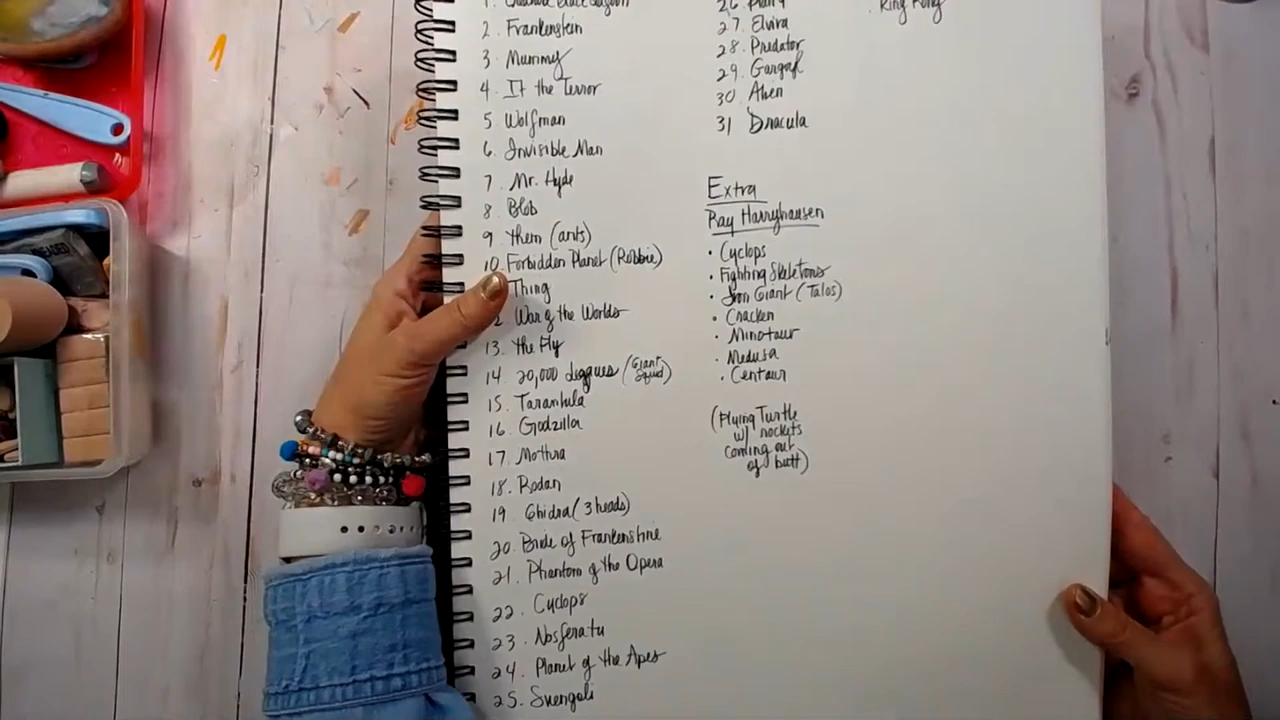 2. Frankenstein
3. Mummy
4. It the Terror
5. Wolfman
6. Invisible Man
7. Mr. Hyde
8. Blob
9. Them (ants)
10. Forbidden Planet (Robbie)
Thing
2. War of the Worlds
13. The Fly
14. 20,000 Leagues (Giant Squid)
15. Tarantula
16. Godzilla
17. Mothra
18. Rodan
19. Ghidra (3 heads)
20. Bride of Frankenstine
21. Phantom of the Opera
22. Cyclops
23. Nosferatu
24. Planet of the Apes
25. Svengoli
27. Elvira
28. Predator
29.
30 Alien
31 Dracula
Extra
Ray Harryhausen
• Cyclops
• Fighting Skeletons
• Iron Giant (Talos)
• Cracken
• Minotaur
• Medusa
• Centaur
(Flying Turtle
w/ rockets
coming out
of butt)
King Kong